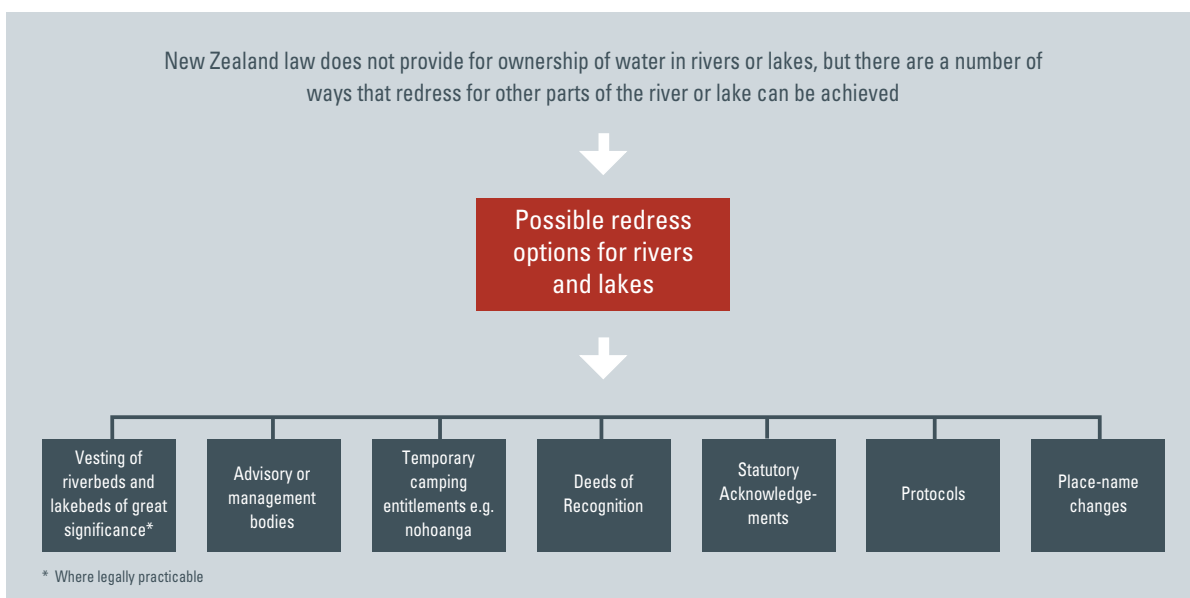 New Zealand law does not provide for ownership of water in rivers or lakes, but there are a number of
ways that redress for other parts of the river or lake can be achieved
Possible redress
options for rivers
and lakes
Vesting of
riverbeds and
lakebeds of great
significance*
Advisory or
management
bodies
Temporary
camping
entitlements e.g.
nohoanga
Deeds of
Recognition
Statutory
Acknowledge-
ments
Protocols
Place-name
changes
* Where legally practicable